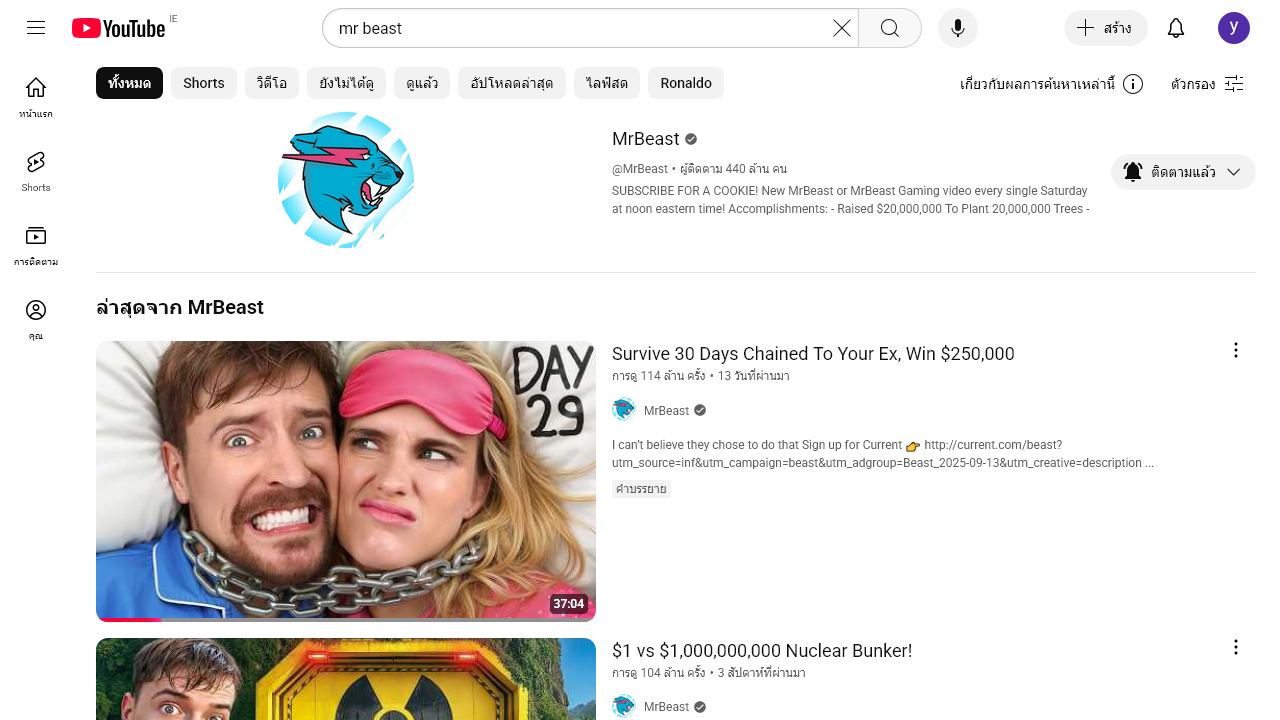 YouTube IE
mr beast
สร้าง
y
ทั้งหมด
Shorts
วิดีโอ
ยังไม่ได้ดู
ดูแล้ว
อัปโหลดล่าสุด
ไลฟ์สด
Ronaldo
เกี่ยวกับผลการค้นหาเหล่านี้
ตัวกรอง
หน้าแรก
Shorts
การติดตาม
คุณ
MrBeast
@MrBeast • ผู้ติดตาม 440 ล้าน คน
SUBSCRIBE FOR A COOKIE! New MrBeast or MrBeast Gaming video every single Saturday
at noon eastern time! Accomplishments: - Raised $20,000,000 To Plant 20,000,000 Trees -
ติดตามแล้ว
ล่าสุดจาก MrBeast
DAY
29
37:04
Survive 30 Days Chained To Your Ex, Win $250,000
การดู 114 ล้าน ครั้ง • 13 วันที่ผ่านมา
MrBeast
I can't believe they chose to do that Sign up for Current 👉 http://current.com/beast?
utm_source=inf&utm_campaign=beast&utm_adgroup=Beast_2025-09-13&utm_creative=description ...
คำบรรยาย
$1 vs $1,000,000,000 Nuclear Bunker!
การดู 104 ล้าน ครั้ง • 3 สัปดาห์ที่ผ่านมา
MrBeast